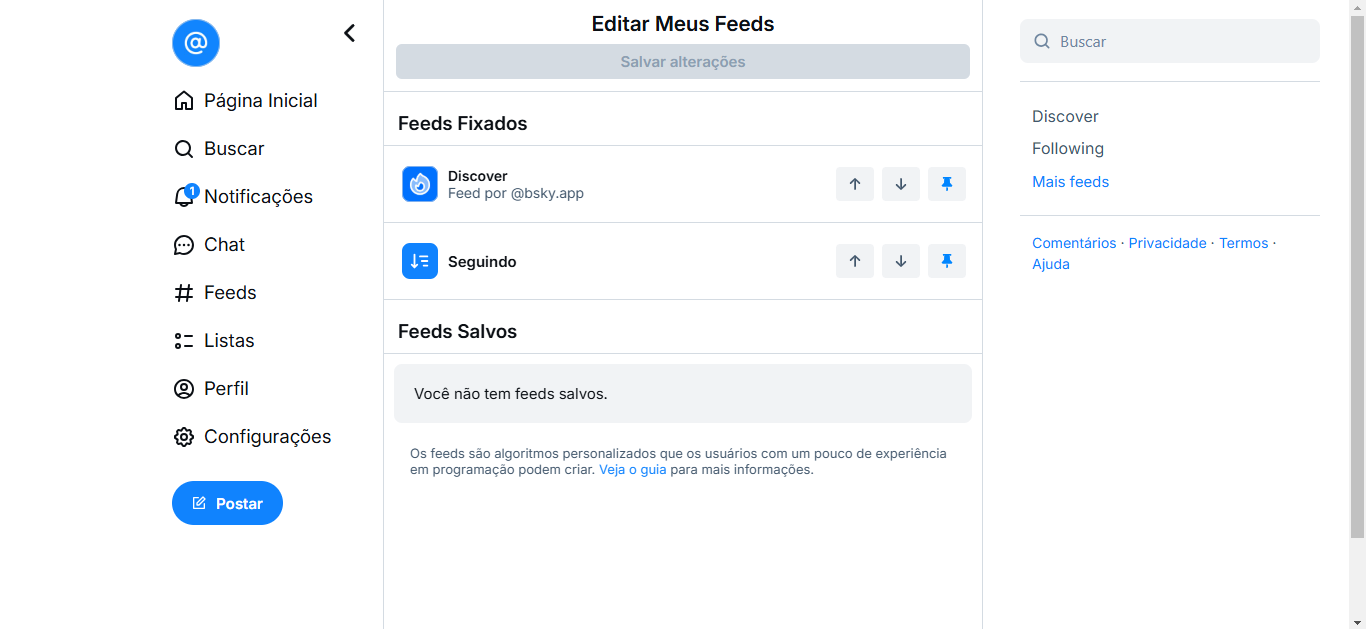 @
Página Inicial
Buscar
1
Notificações
Chat
Feeds
Listas
Perfil
Configurações
Postar
Editar Meus Feeds
Salvar alterações
Feeds Fixados
Discover
Feed por @bsky.app
Seguindo
Feeds Salvos
Você não tem feeds salvos.
Os feeds são algoritmos personalizados que os usuários com um pouco de experiência
em programação podem criar. Veja o guia para mais informações.
Buscar
Discover
Following
Mais feeds
Comentários · Privacidade · Termos ·
Ajuda